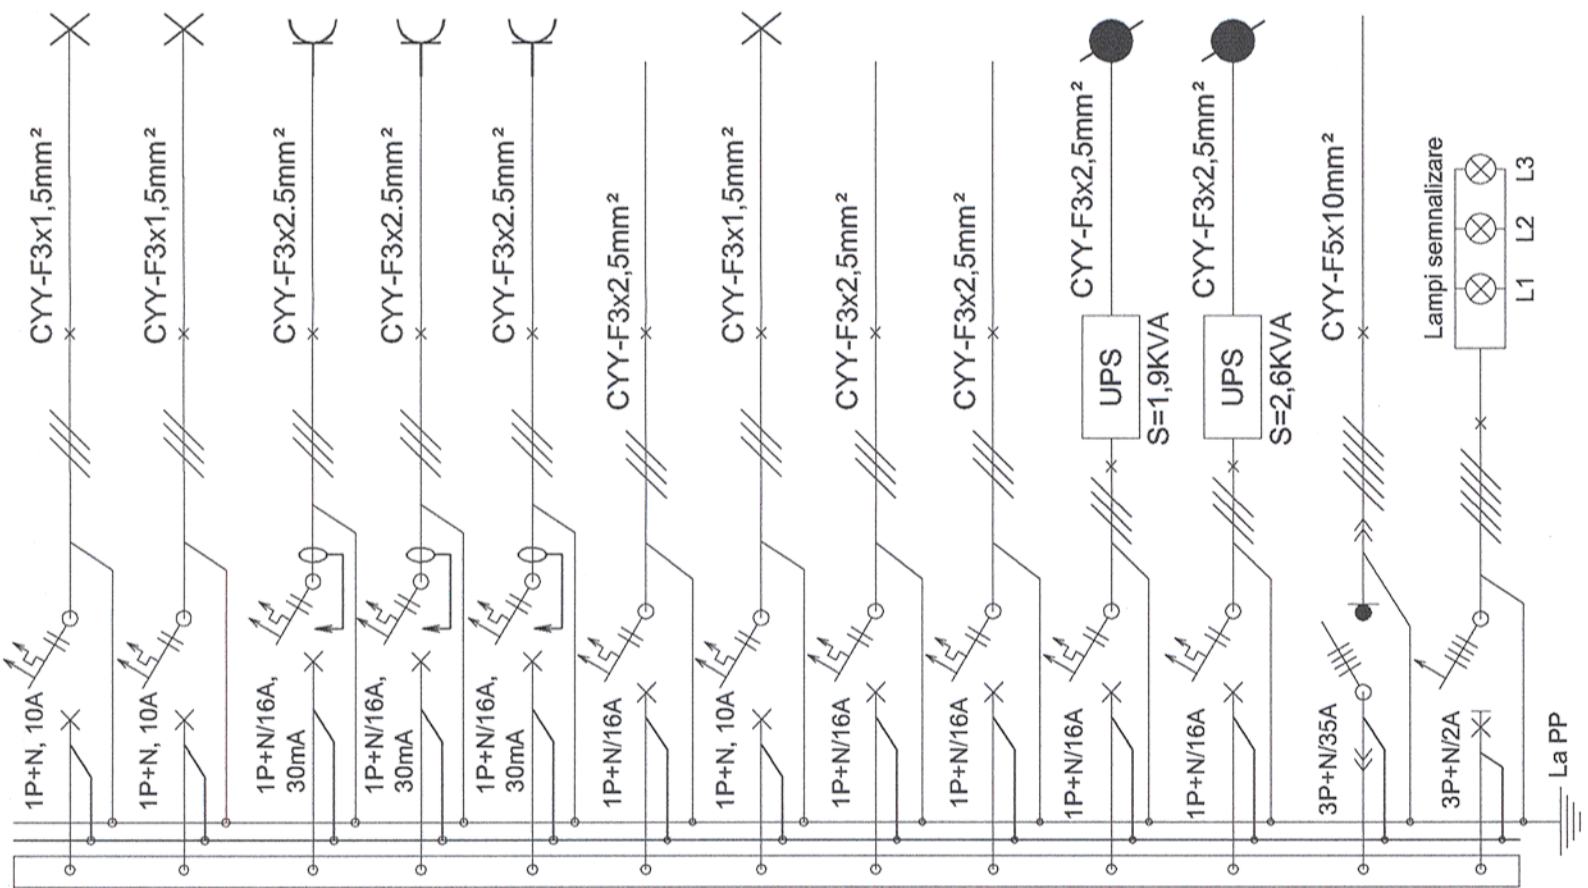 CYY-F3x1,5mm²
1P+N, 10A
CYY-F3x1,5mm²
1P+N, 10A
CYY-F3x2.5mm²
1P+N/16A,
30mA
CYY-F3x2.5mm²
1P+N/16A,
30mA
CYY-F3x2.5mm²
1P+N/16A,
30mA
CYY-F3x2,5mm²
1P+N/16A
CYY-F3x1,5mm²
1P+N, 10A
CYY-F3x2,5mm²
1P+N/16A
CYY-F3x2,5mm²
1P+N/16A
CYY-F3x2,5mm²
UPS
S=1,9KVA
1P+N/16A
CYY-F3x2,5mm²
UPS
S=2,6KVA
1P+N/16A
CYY-F5x10mm²
3P+N/35A
Lampi semnalizare
L1 L2 L3
3P+N/2A
La PP